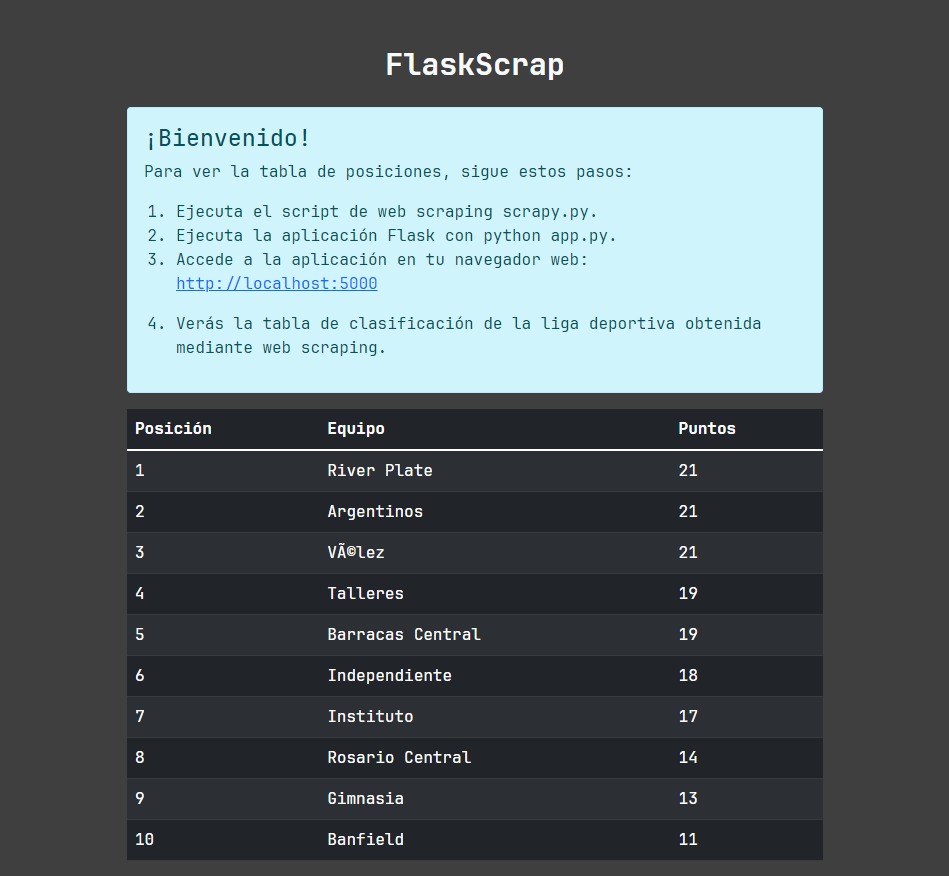 FlaskScrap
¡Bienvenido!
Para ver la tabla de posiciones, sigue estos pasos:
1. Ejecuta el script de web scraping scrapy.py.
2. Ejecuta la aplicación Flask con python app.py.
3. Accede a la aplicación en tu navegador web:
http://localhost:5000
4. Verás la tabla de clasificación de la liga deportiva obtenida
mediante web scraping.
Posición Equipo Puntos
1 River Plate 21
2 Argentinos 21
3 VÃ©lez 21
4 Talleres 19
5 Barracas Central 19
6 Independiente 18
7 Instituto 17
8 Rosario Central 14
9 Gimnasia 13
10 Banfield 11